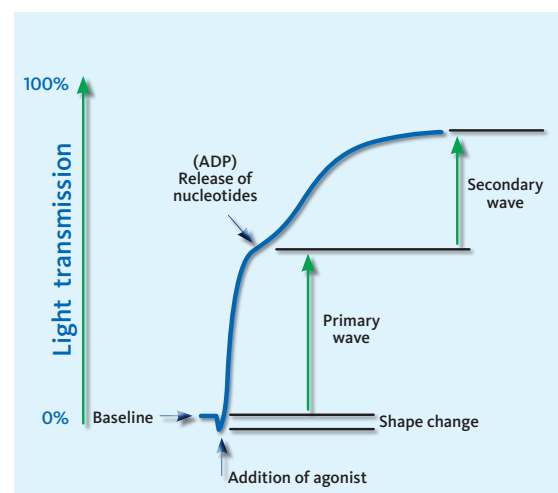 100%
(ADP)
Release of
nucleotides
Secondary
wave
Light transmission
Primary
wave
0%
Baseline
Shape change
Addition of agonist